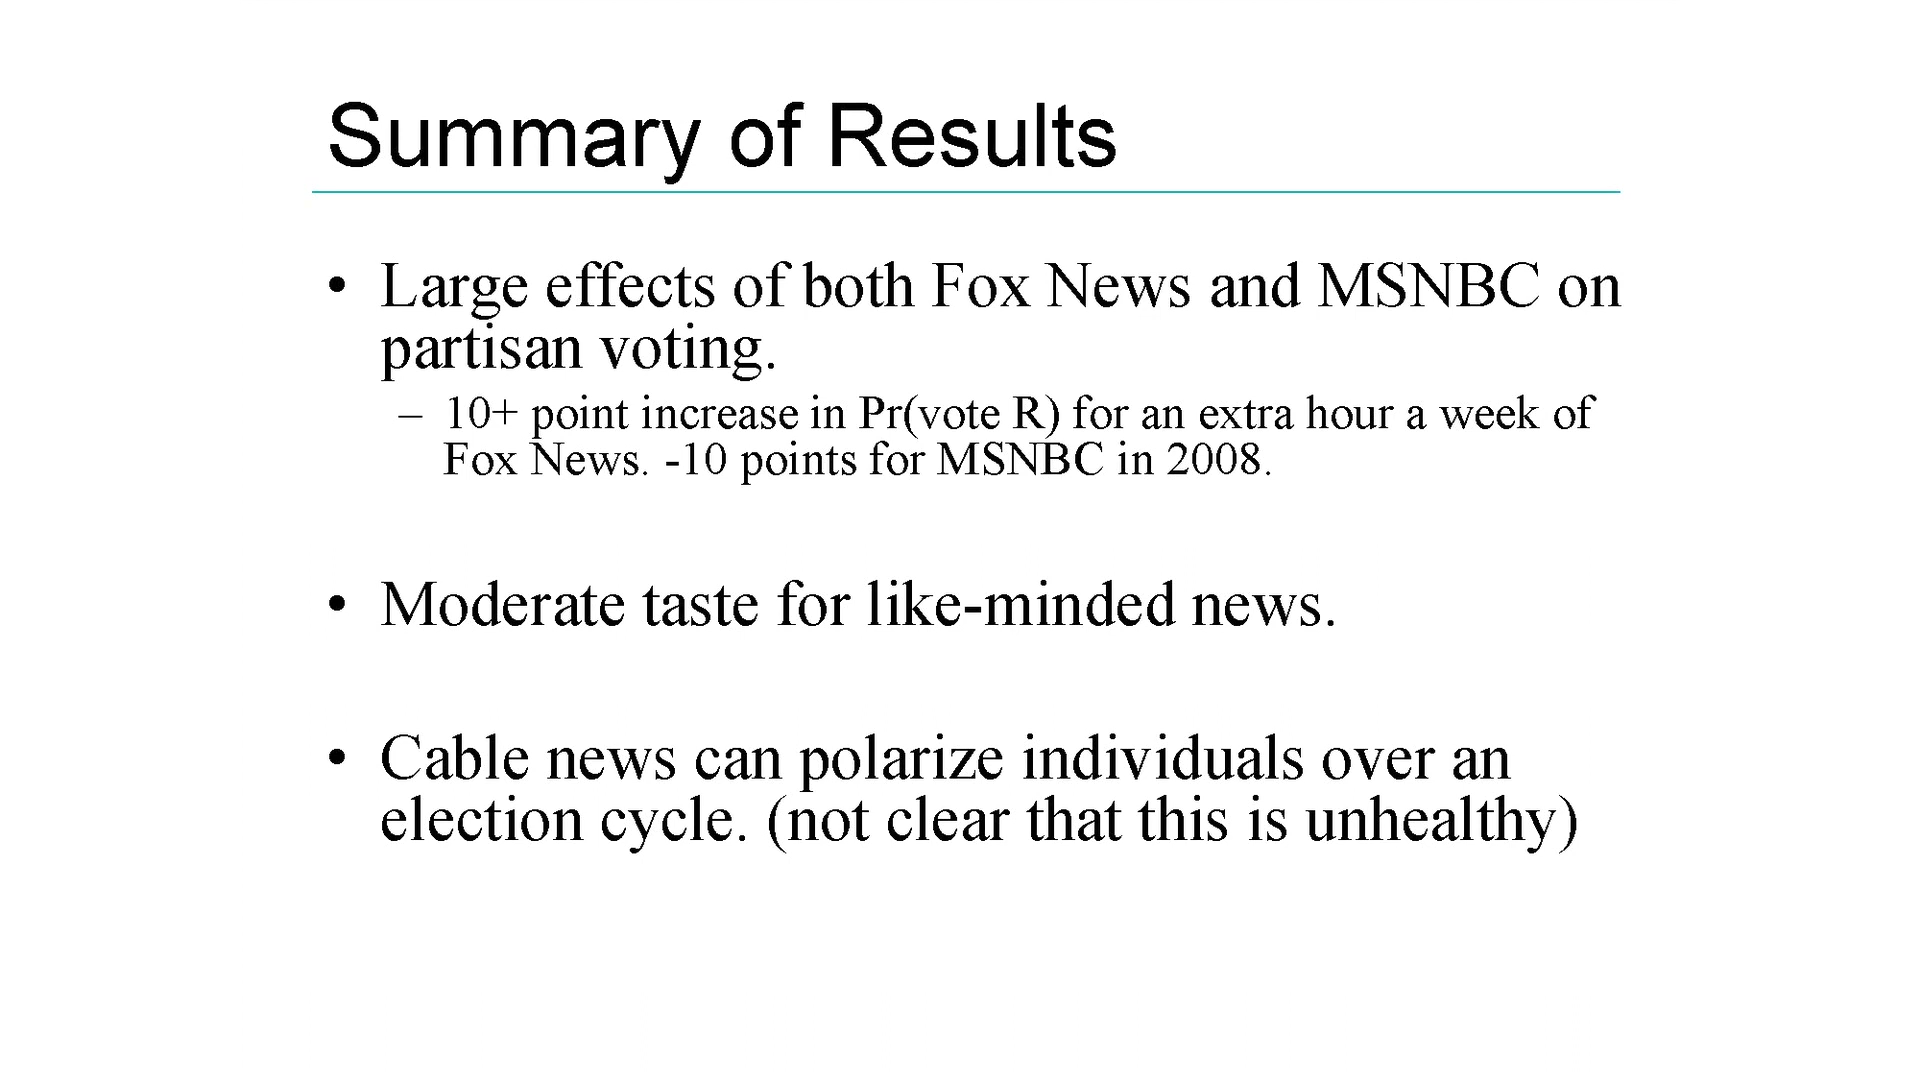 Summary of Results
• Large effects of both Fox News and MSNBC on
partisan voting.
– 10+ point increase in Pr(vote R) for an extra hour a week of
Fox News. -10 points for MSNBC in 2008.
• Moderate taste for like-minded news.
• Cable news can polarize individuals over an
election cycle. (not clear that this is unhealthy)